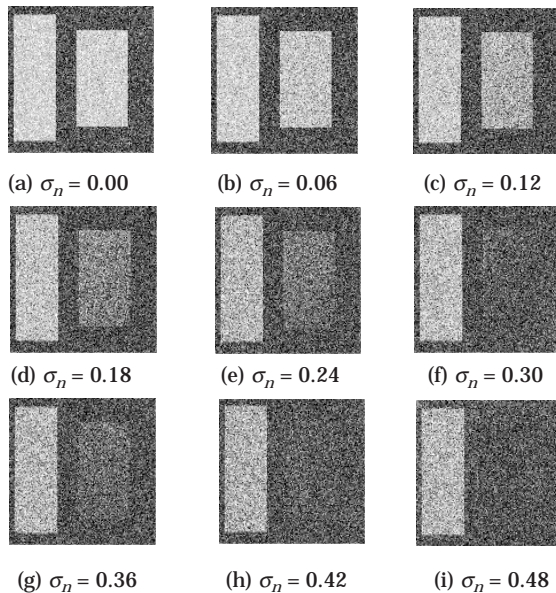 (a) σn = 0.00
(b) σn = 0.06
(c) σn = 0.12
(d) σn = 0.18
(e) σn = 0.24
(f) σn = 0.30
(g) σn = 0.36
(h) σn = 0.42
(i) σn = 0.48